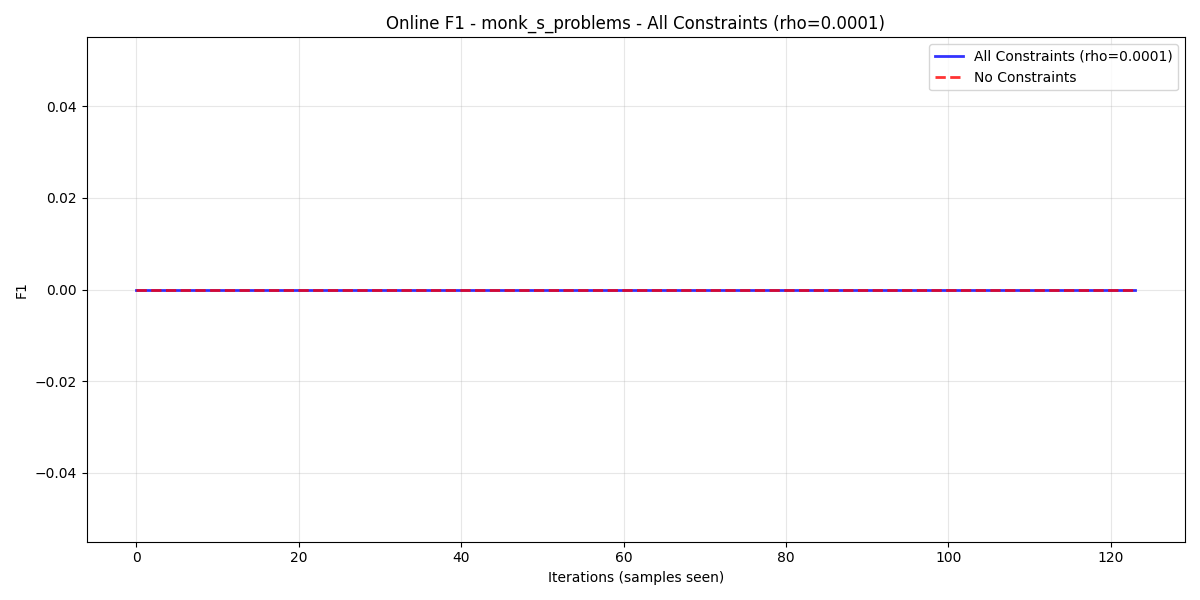 Online F1 - monk_s_problems - All Constraints (rho=0.0001)
All Constraints (rho=0.0001)
No Constraints
0.04
0.02
0.00
−0.02
−0.04
F1
0 20 40 60 80 100 120
Iterations (samples seen)